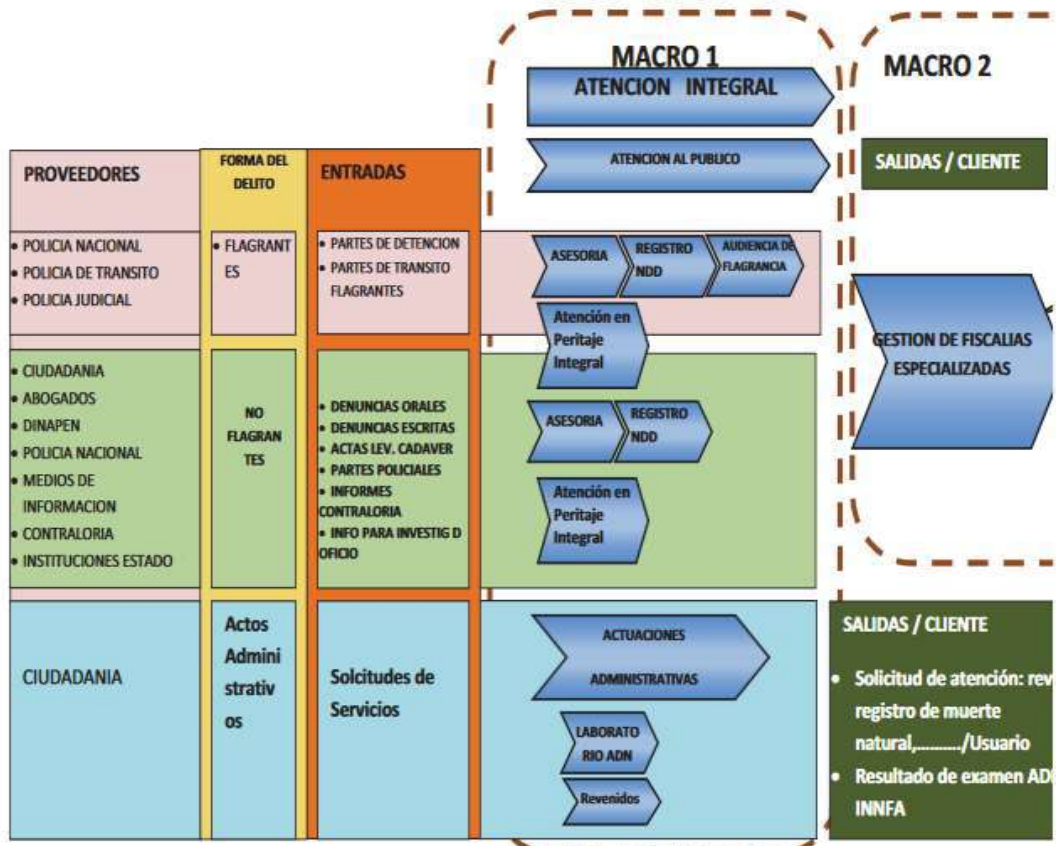 MACRO 1
ATENCION INTEGRAL
MACRO 2
ATENCION AL PUBLICO
SALIDAS / CLIENTE
PROVEEDORES
FORMA DEL
DELITO
ENTRADAS
• POLICIA NACIONAL
• POLICIA DE TRANSITO
• POLICIA JUDICIAL
• FLAGRANT
ES
• PARTES DE DETENCION
• PARTES DE TRANSITO
FLAGRANTES
ASESORIA
REGISTRO
NDD
AUDIENCIA DE
FLAGRANCIA
Atención en
Peritaje
Integral
GESTION DE FISCALIAS
ESPECIALIZADAS
• CIUDADANIA
• ABOGADOS
• DINAPEN
• POLICIA NACIONAL
• MEDIOS DE
INFORMACION
• CONTRALORIA
• INSTITUCIONES ESTADO
NO
FLAGRAN
TES
• DENUNCIAS ORALES
• DENUNCIAS ESCRITAS
• ACTAS LEV. CADAVER
• PARTES POLICIALES
• INFORMES
CONTRALORIA
• INFO PARA INVESTIG D
OFICIO
ASESORIA
REGISTRO
NDD
Atención en
Peritaje
Integral
CIUDADANIA
Actos
Admini
strativ
os
Solcitudes de
Servicios
ACTUACIONES
ADMINISTRATIVAS
LABORATO
RIO ADN
Revenidos
SALIDAS / CLIENTE
• Solicitud de atención: rev
registro de muerte
natural,........../Usuario
• Resultado de examen AD
INNFA